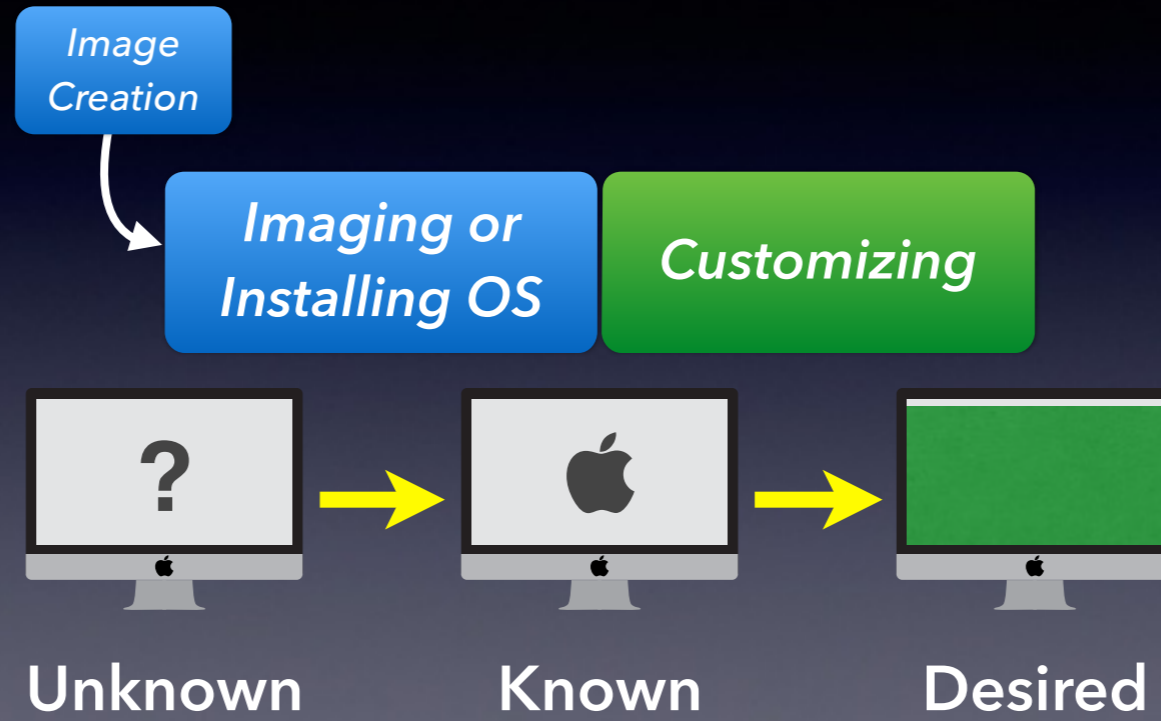 Image
Creation
Imaging or
Installing OS
Customizing
?
Unknown
Known
Desired